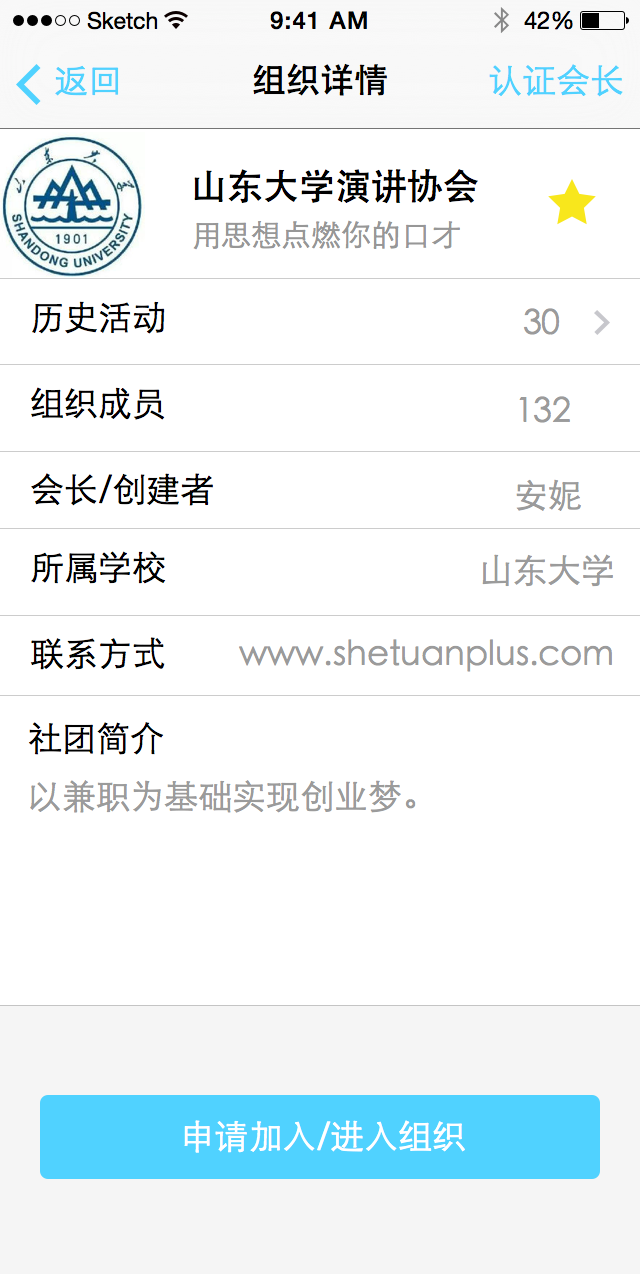 Sketch 9:41 AM 42%
返回 组织详情 认证会长
山东大学
1901
SHANDONG UNIVERSITY
山东大学演讲协会
用思想点燃你的口才
历史活动 30
组织成员 132
会长/创建者 安妮
所属学校 山东大学
联系方式 www.shetuanplus.com
社团简介
以兼职为基础实现创业梦。
申请加入/进入组织